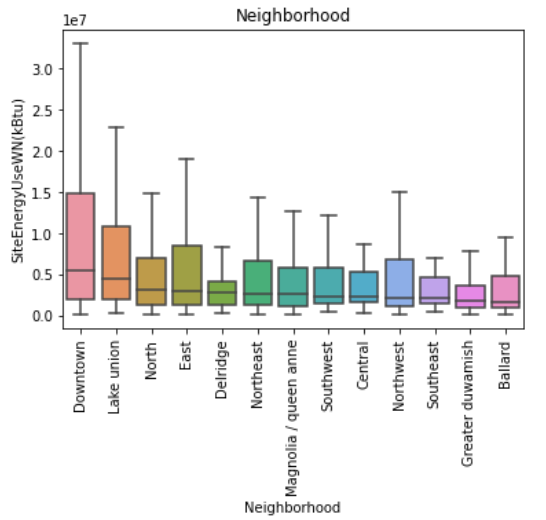 Neighborhood
1e7
SiteEnergyUseWN(kBtu)
3.0
2.5
2.0
1.5
1.0
0.5
0.0
Downtown
Lake union
North
East
Delridge
Northeast
Magnolia / queen anne
Southwest
Central
Northwest
Southeast
Greater duwamish
Ballard
Neighborhood